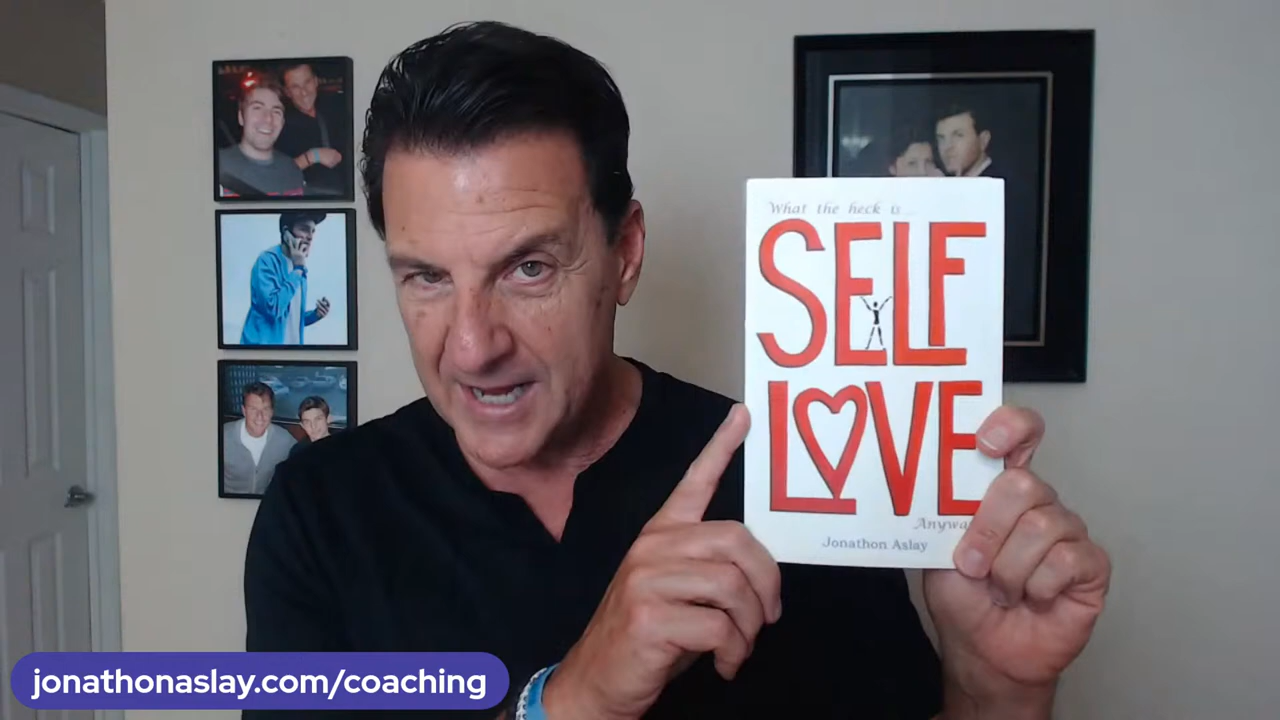 What the heck is...
SELF
LOVE
Jonathon Aslay
jonathonaslay.com/coaching